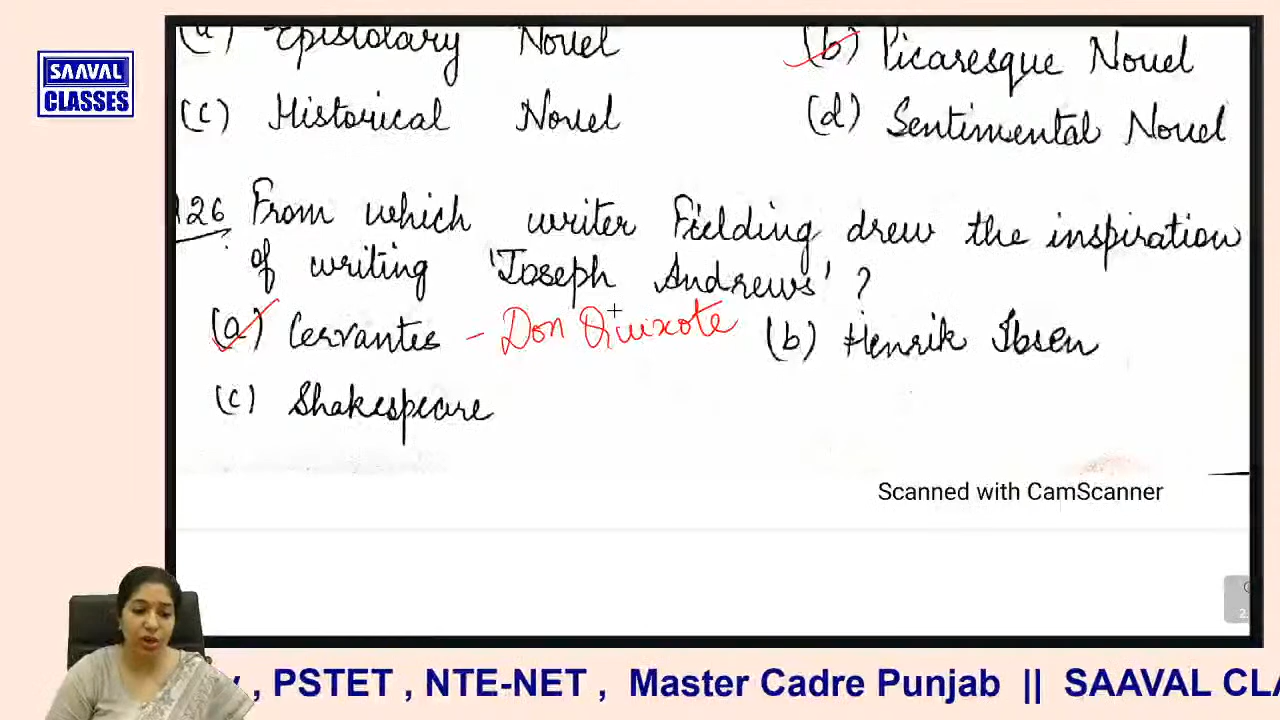 SAAVAL
CLASSES
(a) Epistolary Novel (b) Picaresque Novel
(c) Historical Novel (d) Sentimental Novel
26 From which writer Fielding drew the inspiration
of writing 'Joseph Andrews' ?
(a) Cervantes - Don Quixote (b) Henrik Ibsen
(c) Shakespeare
Scanned with CamScanner
, PSTET , NTE-NET , Master Cadre Punjab || SAAVAL CLA